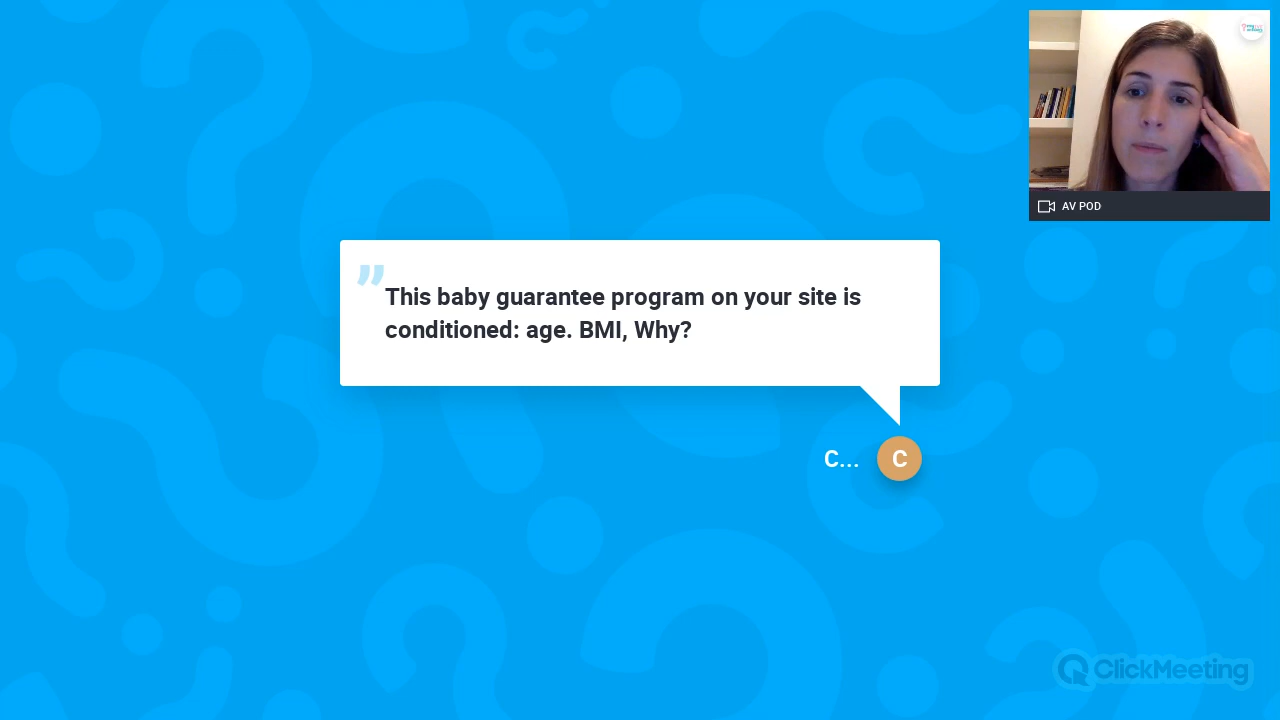 AV POD
”
This baby guarantee program on your site is
conditioned: age. BMI, Why?
C... C
ClickMeeting